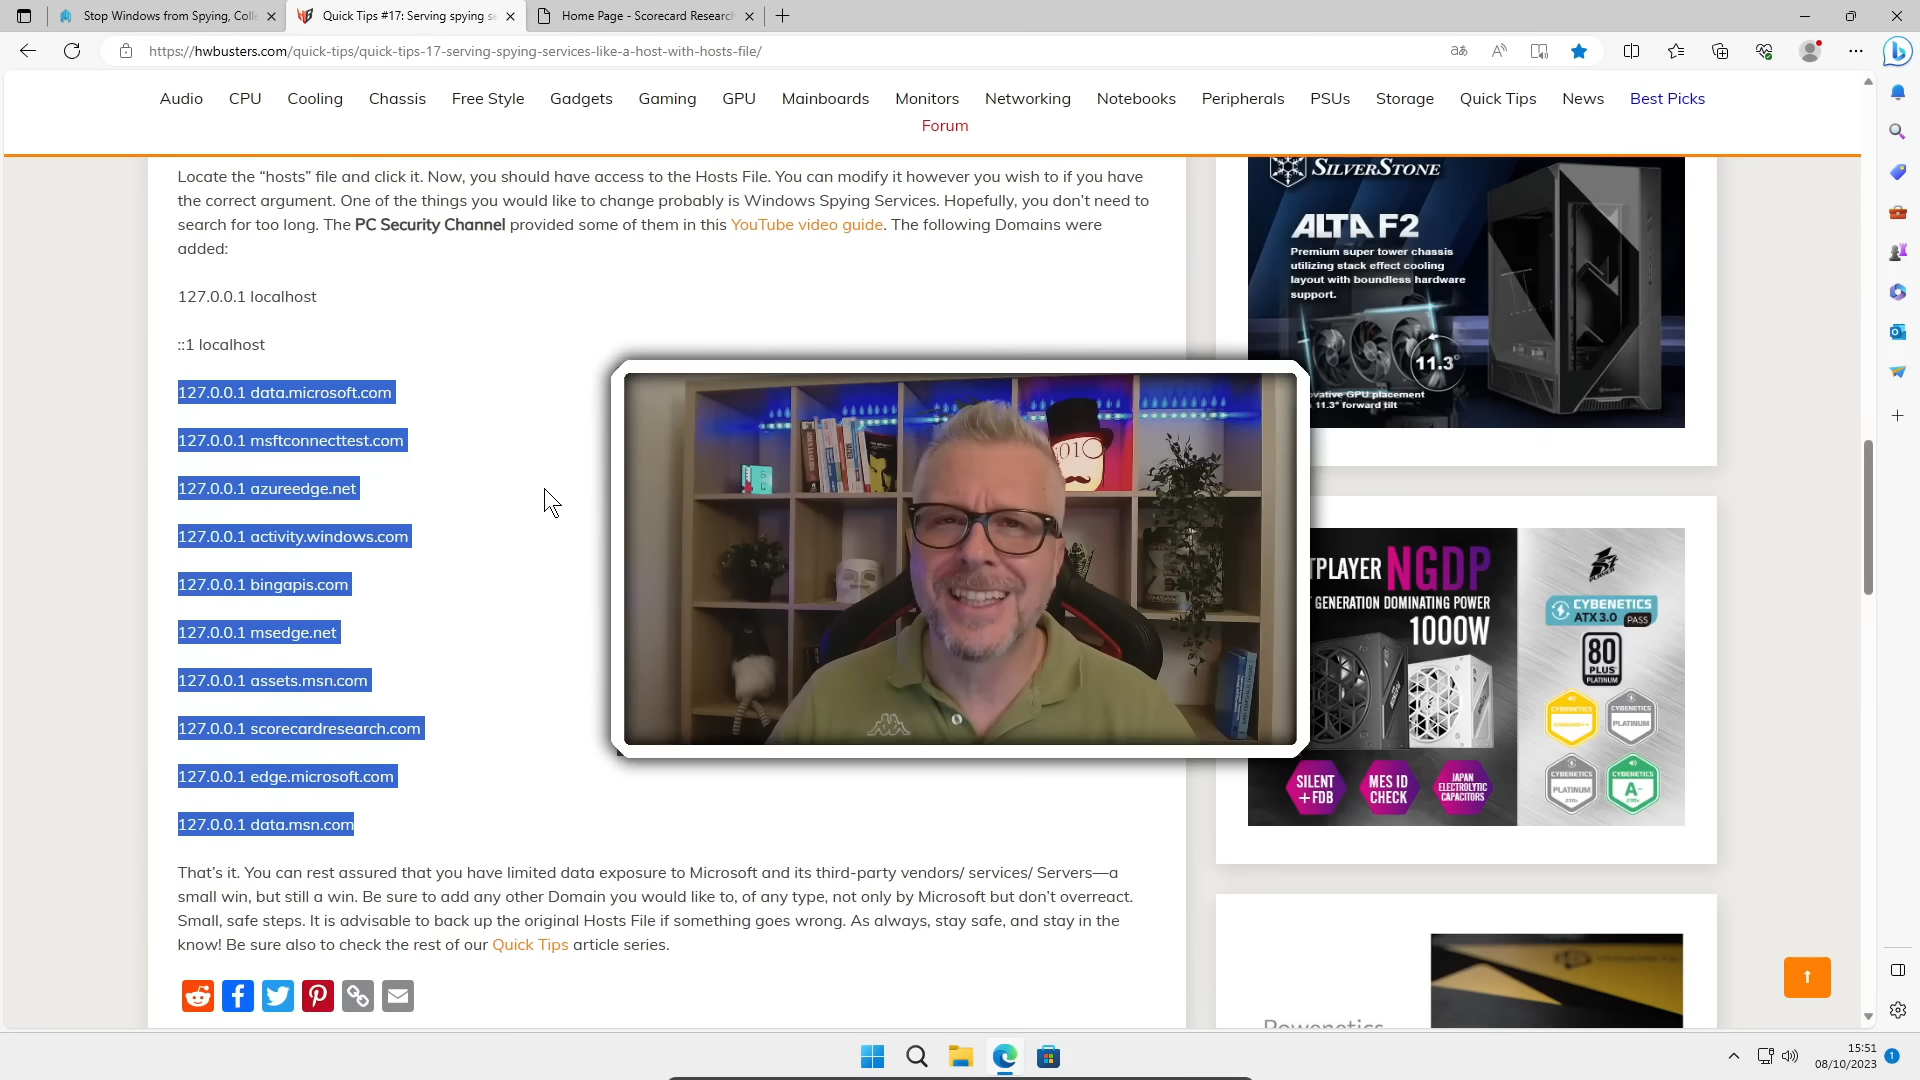 Stop Windows from Spying, Colle
Quick Tips #17: Serving spying se
Home Page - Scorecard Research
https://hwbusters.com/quick-tips/quick-tips-17-serving-spying-services-like-a-host-with-hosts-file/
Audio CPU Cooling Chassis Free Style Gadgets Gaming GPU Mainboards Monitors Networking Notebooks Peripherals PSUs Storage Quick Tips News Best Picks
Forum
Locate the “hosts” file and click it. Now, you should have access to the Hosts File. You can modify it however you wish to if you have
the correct argument. One of the things you would like to change probably is Windows Spying Services. Hopefully, you don’t need to
search for too long. The PC Security Channel provided some of them in this YouTube video guide. The following Domains were
added:
127.0.0.1 localhost
::1 localhost
127.0.0.1 data.microsoft.com
127.0.0.1 msftconnecttest.com
127.0.0.1 azureedge.net
127.0.0.1 activity.windows.com
127.0.0.1 bingapis.com
127.0.0.1 msedge.net
127.0.0.1 assets.msn.com
127.0.0.1 scorecardresearch.com
127.0.0.1 edge.microsoft.com
127.0.0.1 data.msn.com
That’s it. You can rest assured that you have limited data exposure to Microsoft and its third-party vendors/ services/ Servers—a
small win, but still a win. Be sure to add any other Domain you would like to, of any type, not only by Microsoft but don’t overreact.
Small, safe steps. It is advisable to back up the original Hosts File if something goes wrong. As always, stay safe, and stay in the
know! Be sure also to check the rest of our Quick Tips article series.
SILVERSTONE
ALTA F2
Premium super tower chassis
utilizing stack effect cooling
layout with boundless hardware
support.
11.3°
ovative GPU placement
11.3° forward tilt
TPLAYER NGDP
GENERATION DOMINATING POWER
1000W
SILENT
+FDB
MES ID
CHECK
JAPAN
ELECTROLYTIC
CAPACITORS
CYBENETICS
ATX 3.0 PASS
80
PLUS
PLATINUM
CYBENETICS
CYBENETICS
PLATINUM
CYBENETICS
PLATINUM
CYBENETICS
A-
Powenetics
15:51
08/10/2023
1